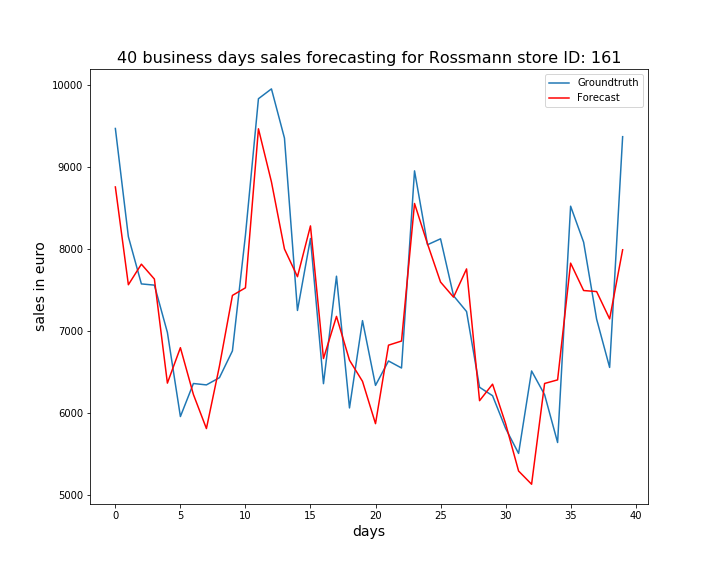 40 business days sales forecasting for Rossmann store ID: 161
Groundtruth
Forecast
10000
9000
8000
7000
6000
5000
sales in euro
0 5 10 15 20 25 30 35 40
days